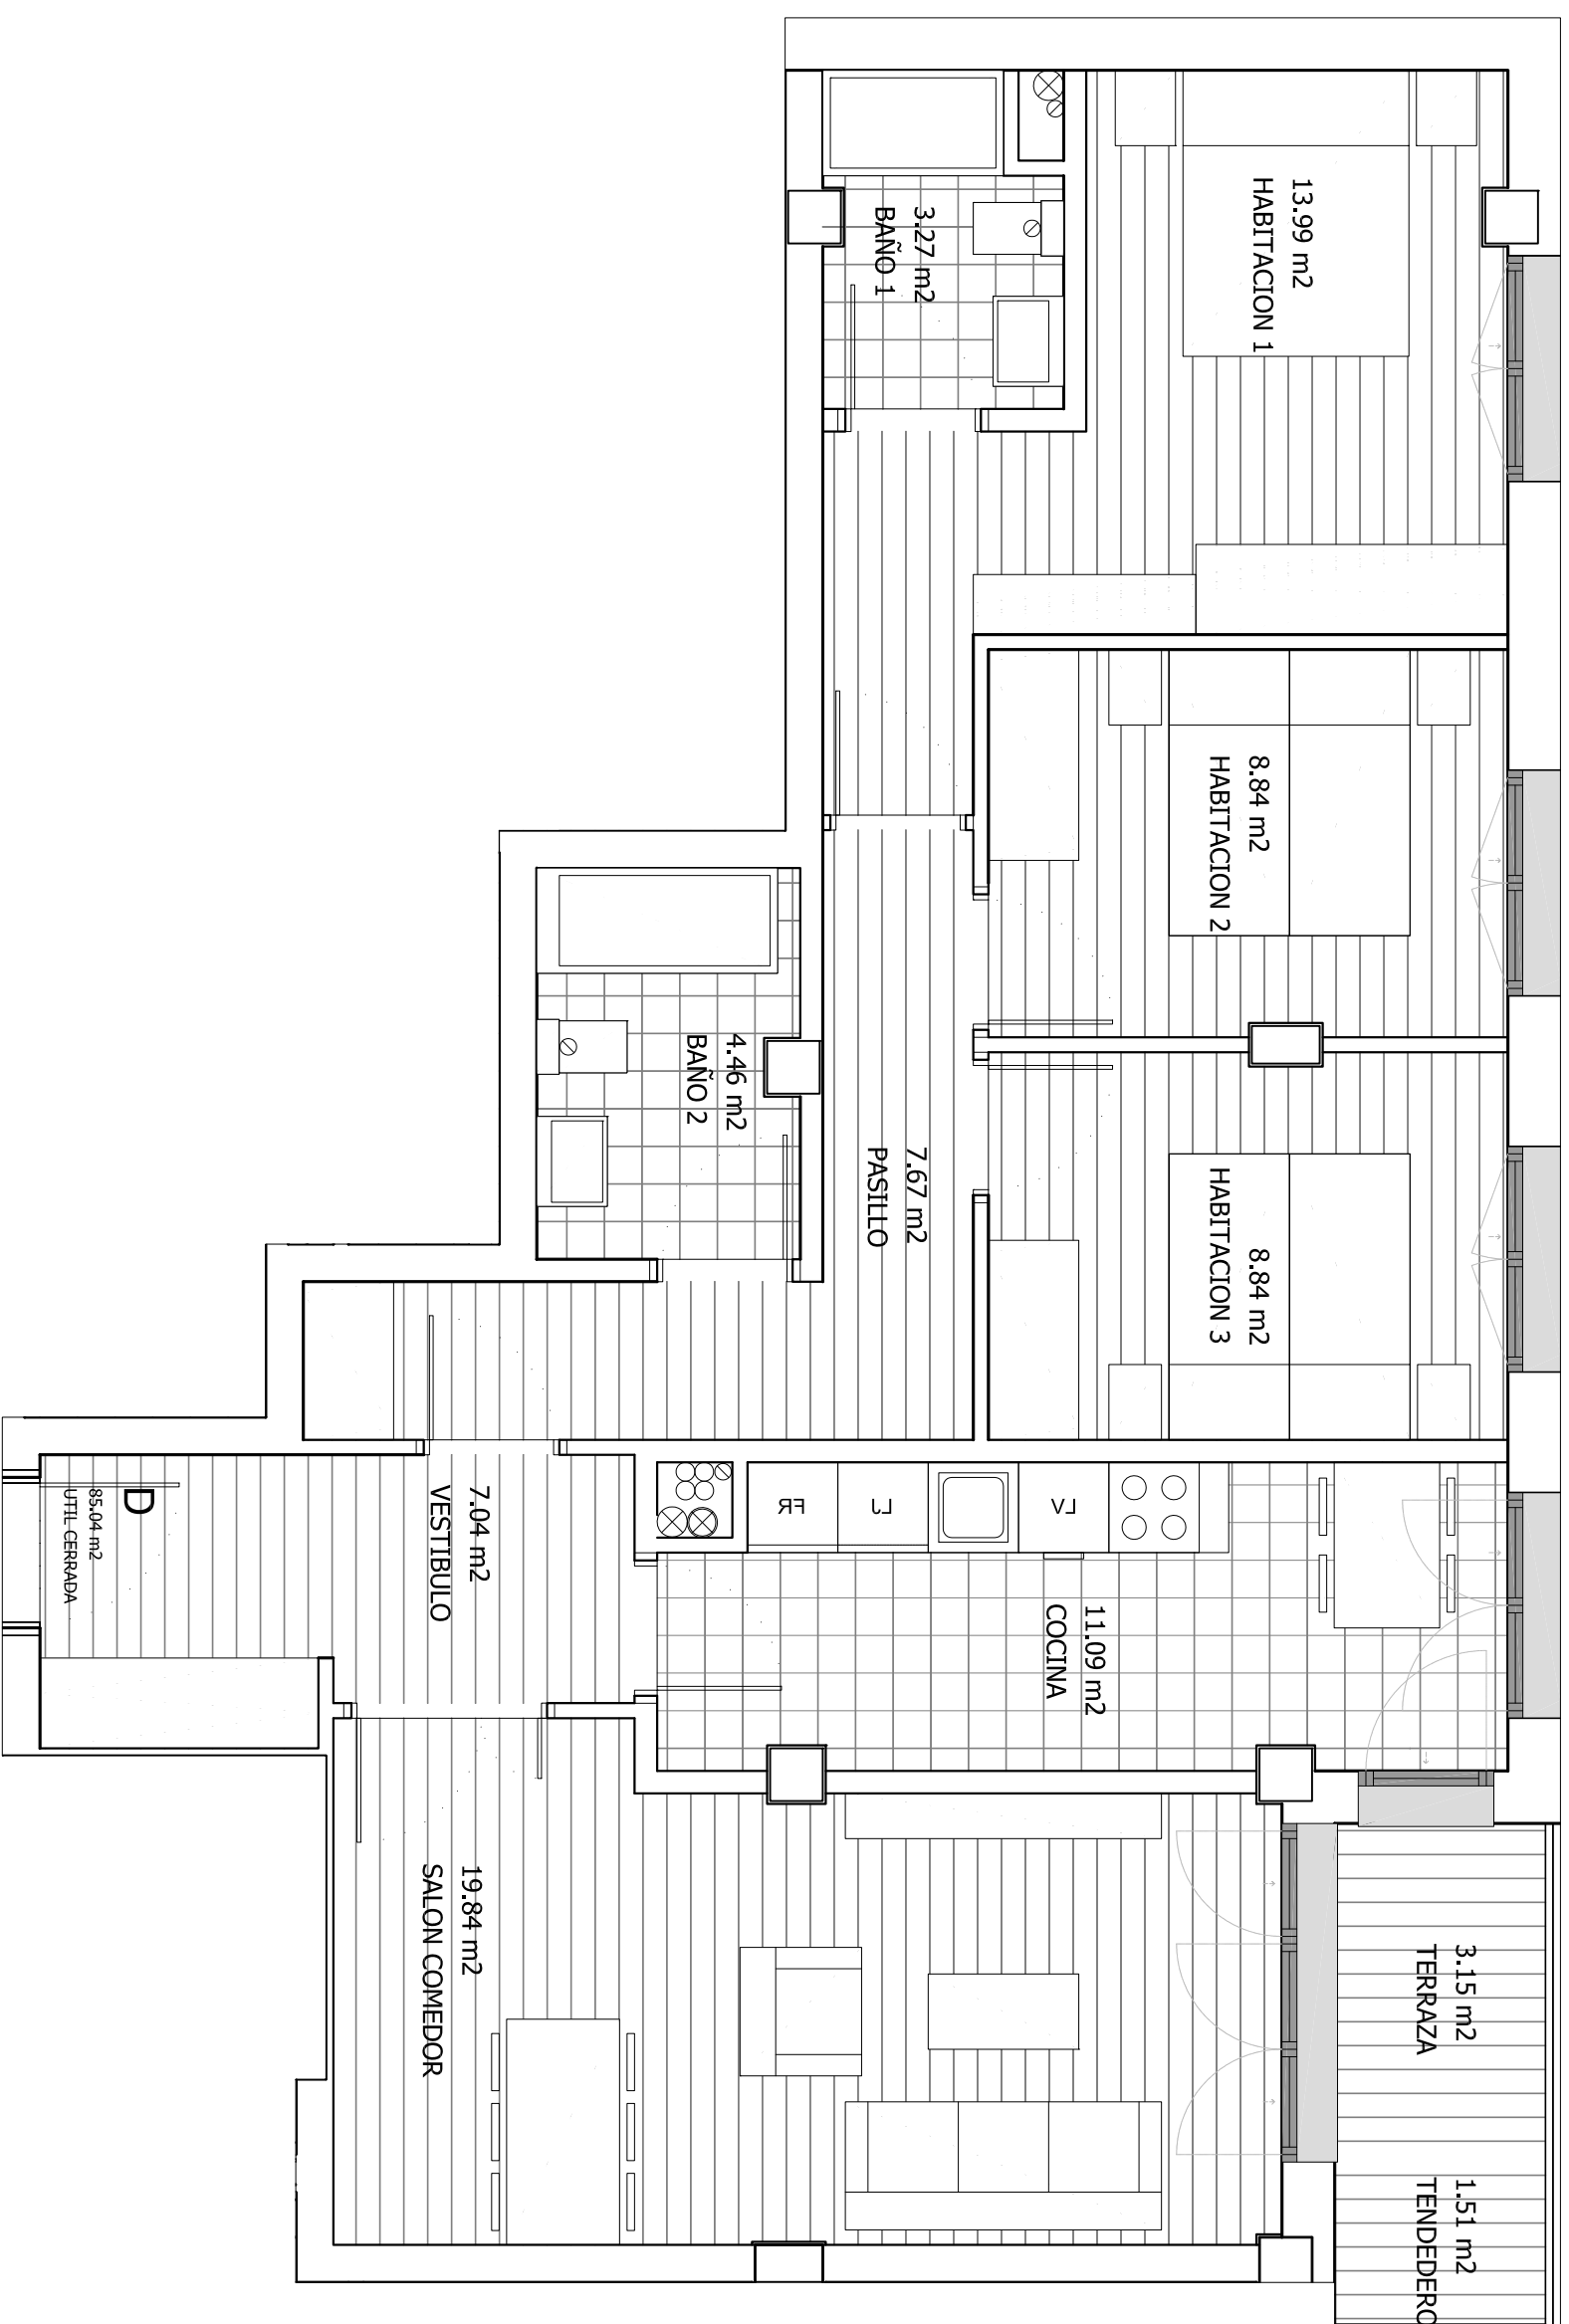 3.15 m2
TERRAZA
1.51 m2
TENDEDERO
13.99 m2
HABITACION 1
8.84 m2
HABITACION 2
8.84 m2
HABITACION 3
11.09 m2
COCINA
LV
LJ
FR
3.27 m2
BAÑO 1
7.67 m2
PASILLO
4.46 m2
BAÑO 2
7.04 m2
VESTIBULO
19.84 m2
SALON COMEDOR
D
85.04 m2
UTIL CERRADA